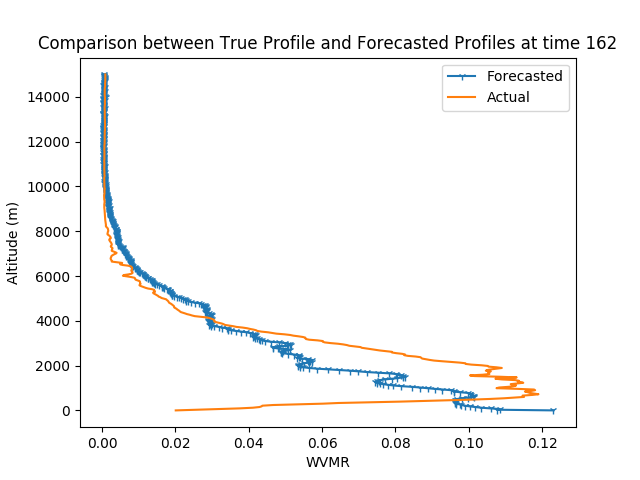 Comparison between True Profile and Forecasted Profiles at time 162
Forecasted
Actual
14000
12000
10000
8000
6000
4000
2000
0
Altitude (m)
0.00 0.02 0.04 0.06 0.08 0.10 0.12
WVMR